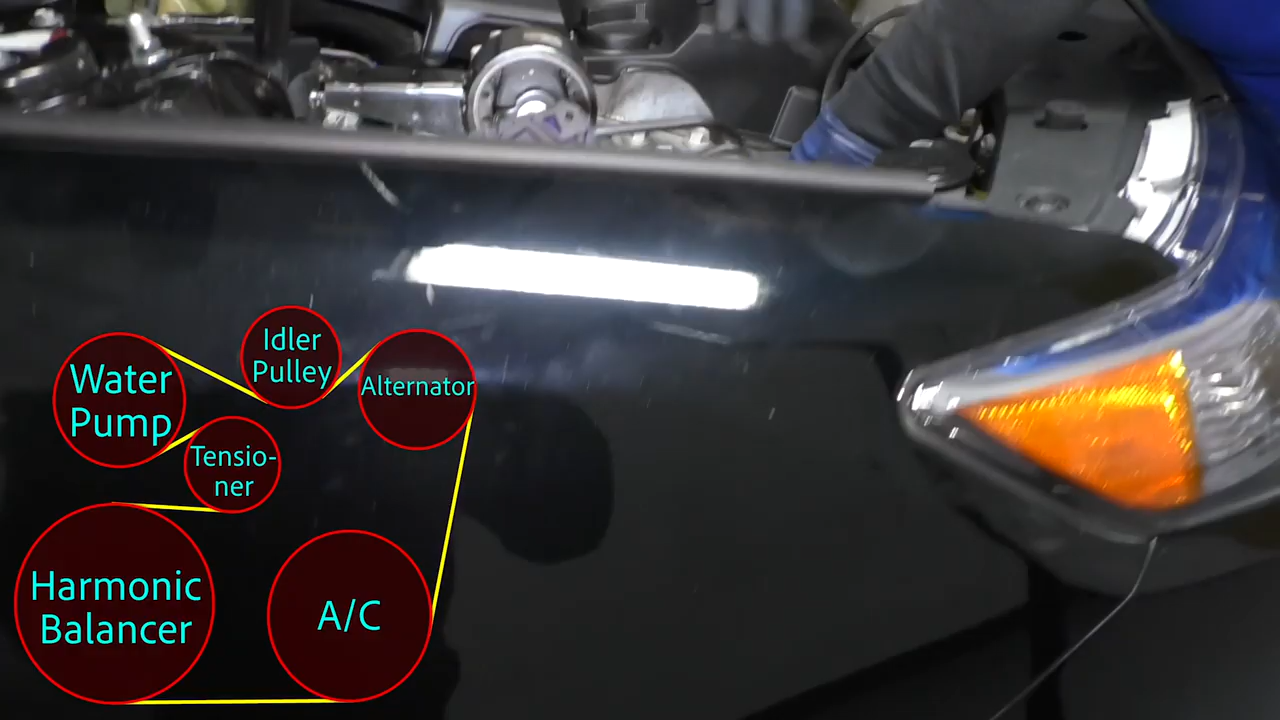 Idler
Pulley
Water
Pump
Alternator
Tensio-
ner
Harmonic
Balancer
A/C